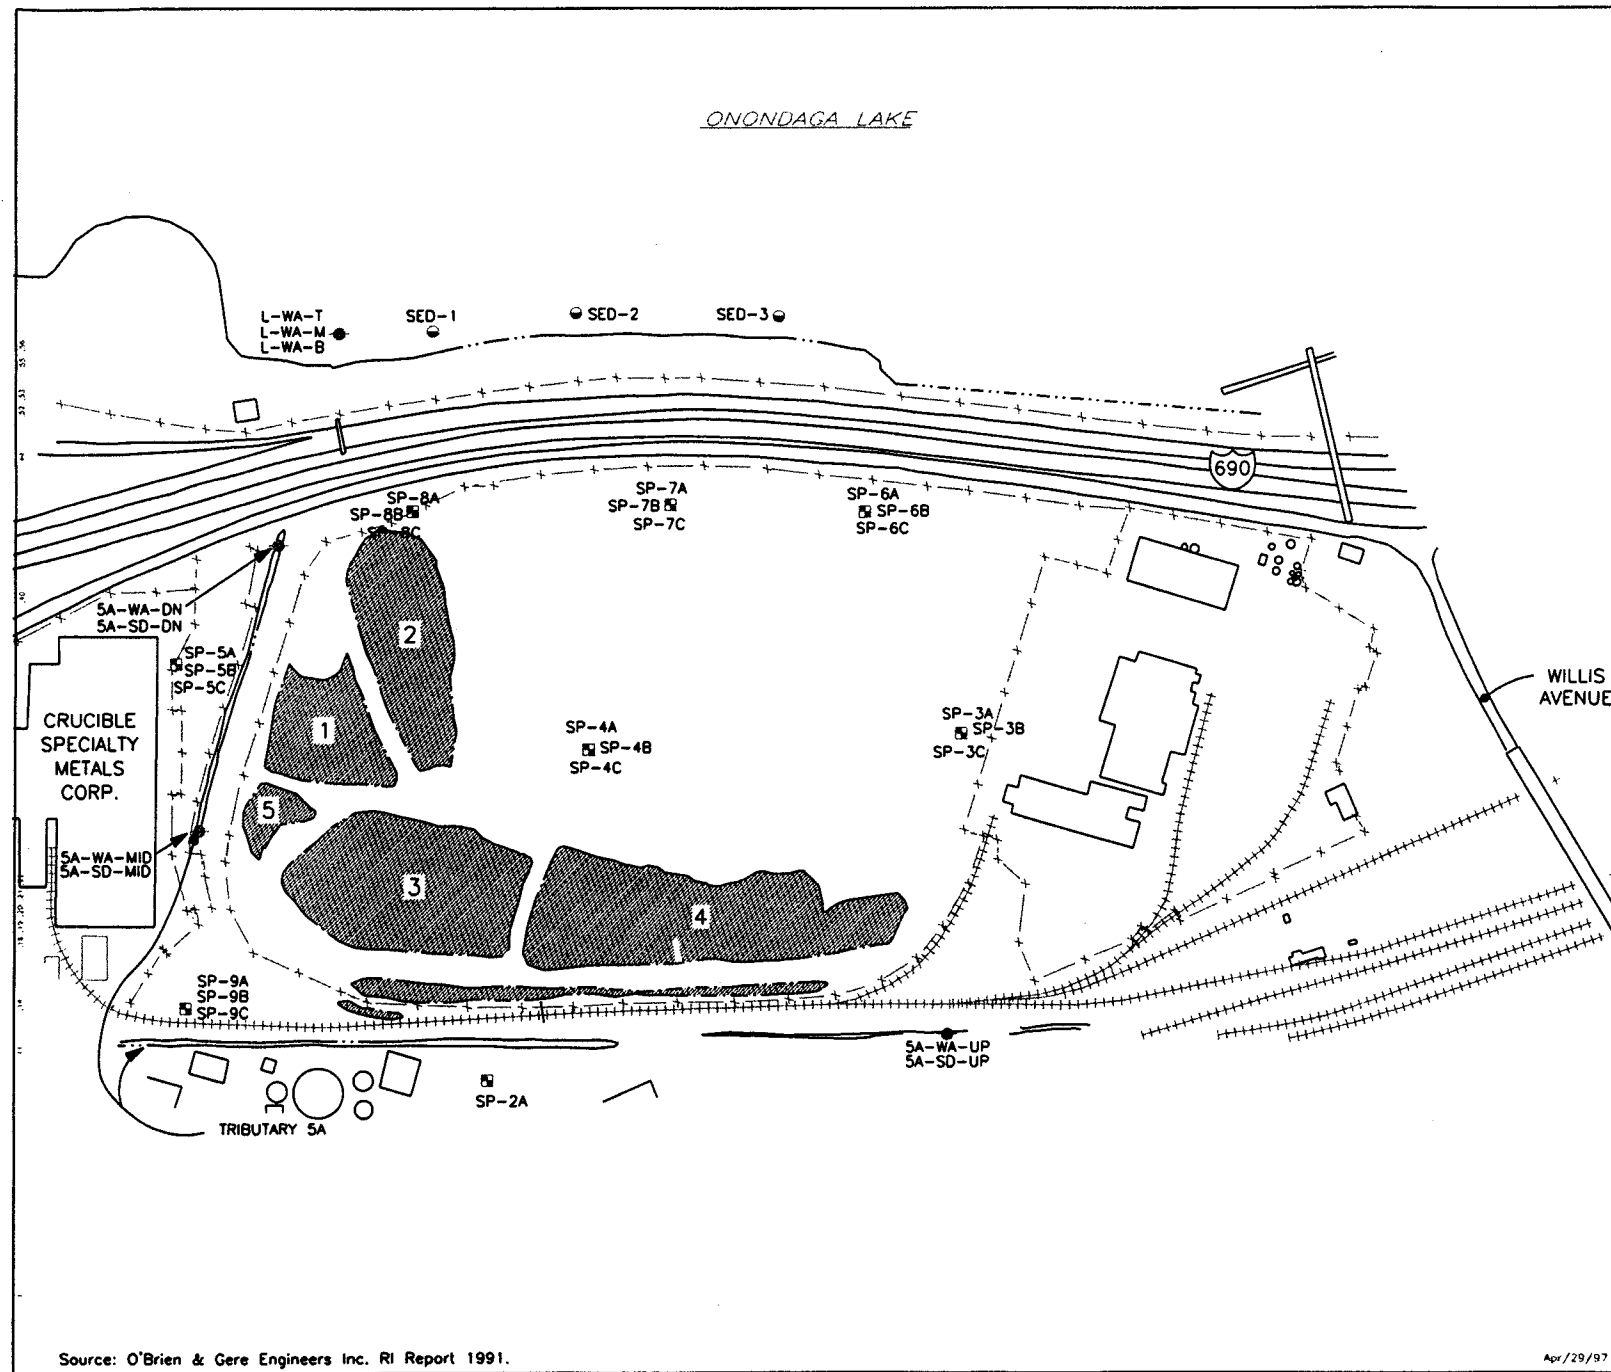 ONONDAGA LAKE
L-WA-T
L-WA-M
L-WA-B
SED-1
SED-2
SED-3
690
SP-8A
SP-8B
SP-8C
SP-7A
SP-7B
SP-7C
SP-6A
SP-6B
SP-6C
5A-WA-DN
5A-SD-DN
SP-5A
SP-5B
SP-5C
2
1
CRUCIBLE
SPECIALTY
METALS
CORP.
SP-4A
SP-4B
SP-4C
SP-3A
SP-3B
SP-3C
WILLIS
AVENUE
5
5A-WA-MID
5A-SD-MID
3
4
SP-9A
SP-9B
SP-9C
5A-WA-UP
5A-SD-UP
SP-2A
TRIBUTARY 5A
Source: O'Brien & Gere Engineers Inc. RI Report 1991.
Apr/29/97